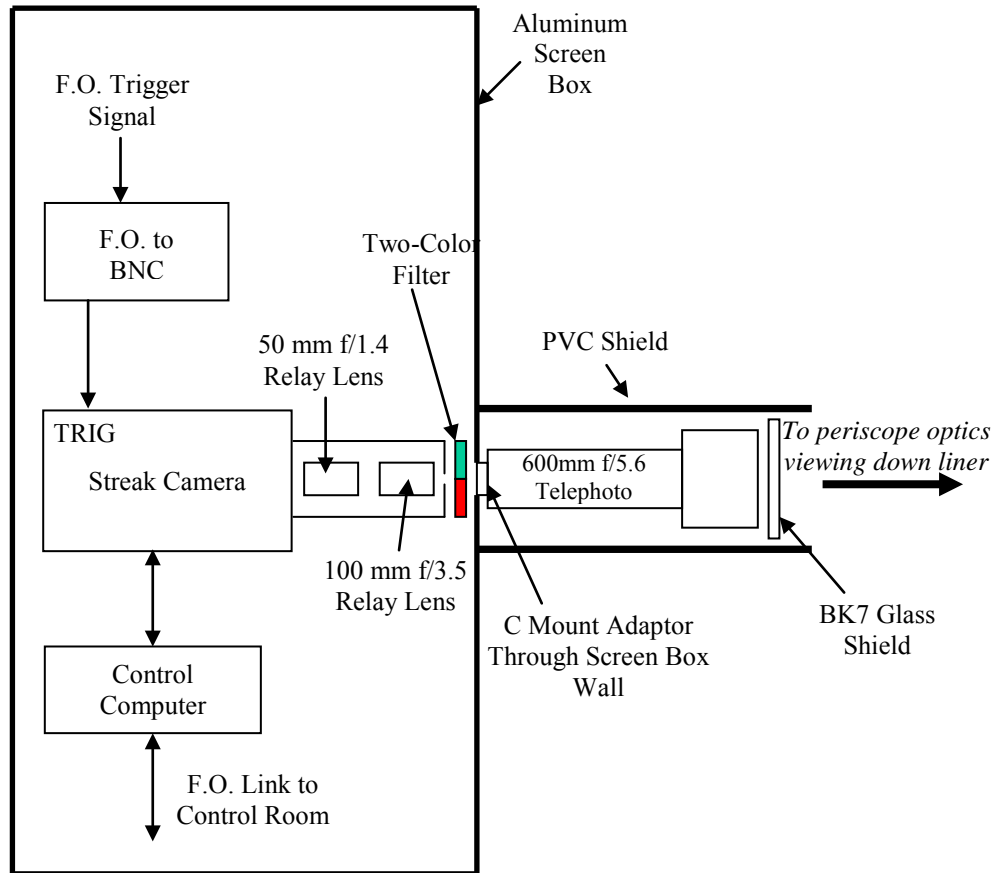 Aluminum
Screen
Box
F.O. Trigger
Signal
F.O. to
BNC
Two-Color
Filter
50 mm f/1.4
Relay Lens
PVC Shield
TRIG
Streak Camera
600mm f/5.6
Telephoto
To periscope optics
viewing down liner
100 mm f/3.5
Relay Lens
C Mount Adaptor
Through Screen Box
Wall
BK7 Glass
Shield
Control
Computer
F.O. Link to
Control Room